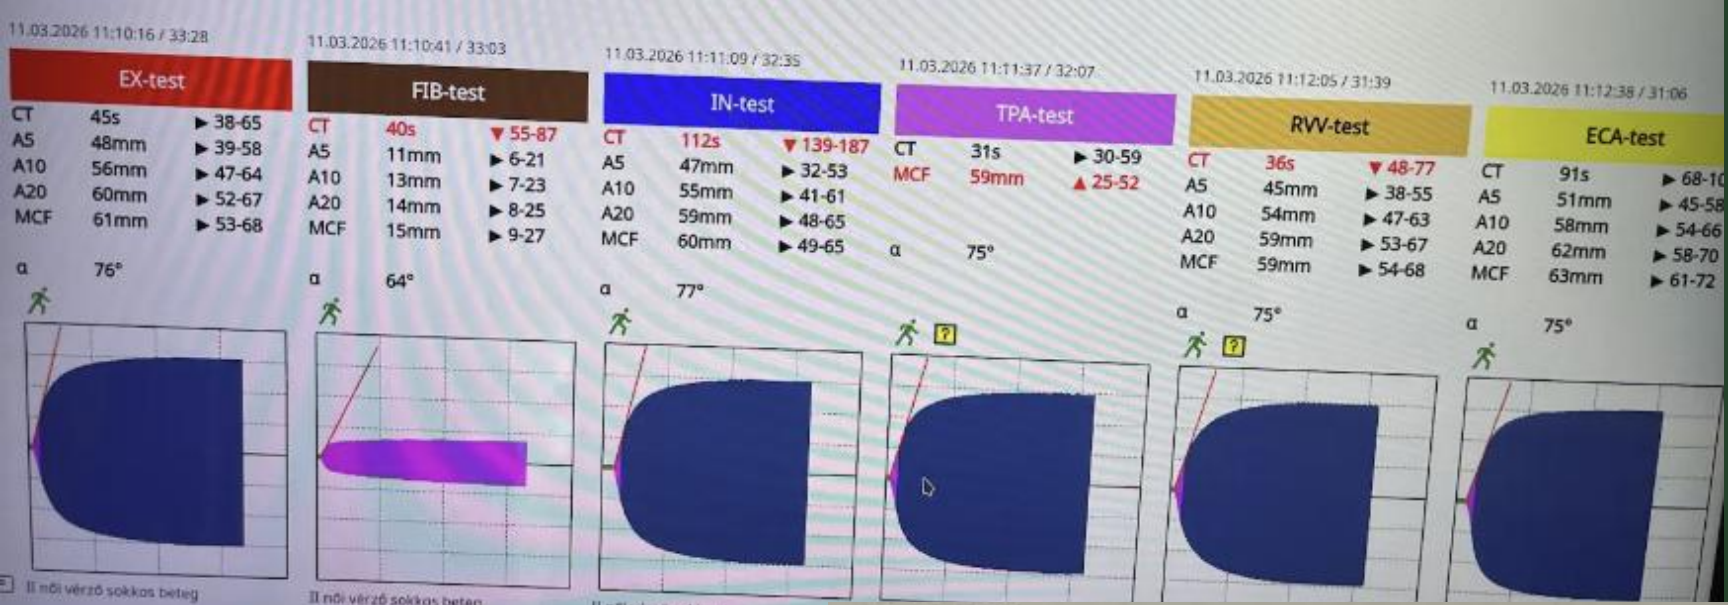 11.03.2026 11:10:16 / 33:28
EX-test
CT 45s ▶ 38-65
A5 48mm ▶ 39-58
A10 56mm ▶ 47-64
A20 60mm ▶ 52-67
MCF 61mm ▶ 53-68
α 76°
II női vérző sokkos beteg
11.03.2026 11:10:41 / 33:03
FIB-test
CT 40s ▼ 55-87
A5 11mm ▶ 6-21
A10 13mm ▶ 7-23
A20 14mm ▶ 8-25
MCF 15mm ▶ 9-27
α 64°
II női vérző sokkos beteg
11.03.2026 11:11:09 / 32:35
IN-test
CT 112s ▼ 139-187
A5 47mm ▶ 32-53
A10 55mm ▶ 41-61
A20 59mm ▶ 48-65
MCF 60mm ▶ 49-65
α 77°
11.03.2026 11:11:37 / 32:07
TPA-test
CT 31s ▶ 30-59
MCF 59mm ▲ 25-52
α 75°
?
11.03.2026 11:12:05 / 31:39
RVV-test
CT 36s ▼ 48-77
A5 45mm ▶ 38-55
A10 54mm ▶ 47-63
A20 59mm ▶ 53-67
MCF 59mm ▶ 54-68
α 75°
?
11.03.2026 11:12:38 / 31:06
ECA-test
CT 91s ▶ 68-10
A5 51mm ▶ 45-58
A10 58mm ▶ 54-66
A20 62mm ▶ 58-70
MCF 63mm ▶ 61-72
α 75°